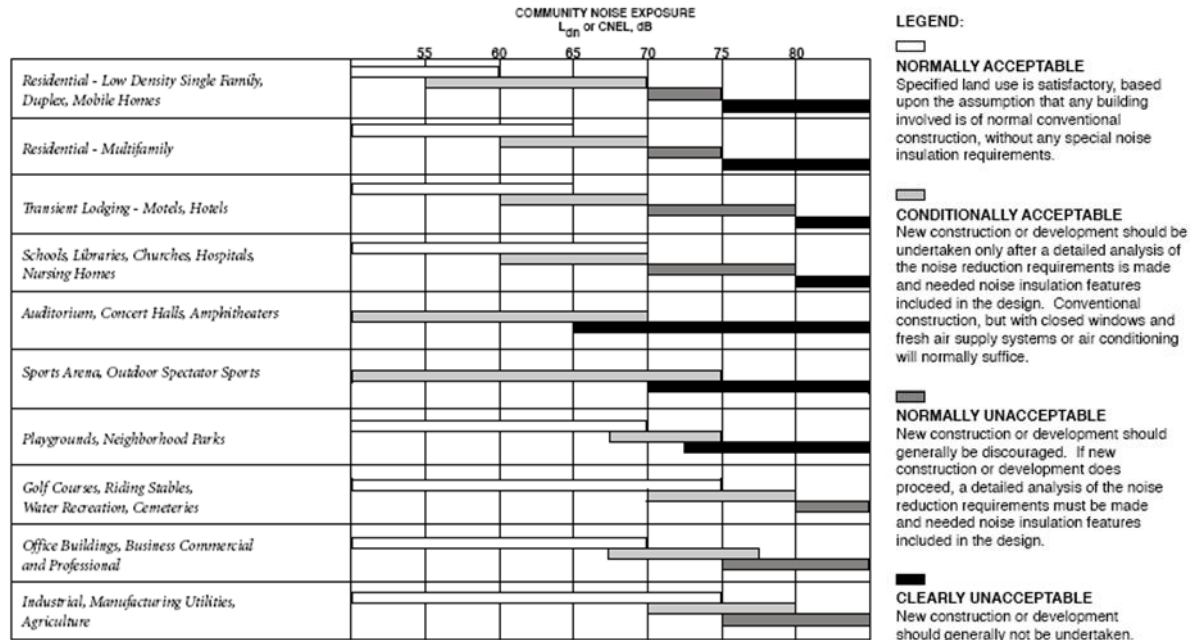 COMMUNITY NOISE EXPOSURE
Ldn or CNEL, dB
55 60 65 70 75 80
Residential - Low Density Single Family,
Duplex, Mobile Homes
Residential - Multifamily
Transient Lodging - Motels, Hotels
Schools, Libraries, Churches, Hospitals,
Nursing Homes
Auditorium, Concert Halls, Amphitheaters
Sports Arena, Outdoor Spectator Sports
Playgrounds, Neighborhood Parks
Golf Courses, Riding Stables,
Water Recreation, Cemeteries
Office Buildings, Business Commercial
and Professional
Industrial, Manufacturing Utilities,
Agriculture
LEGEND:
NORMALLY ACCEPTABLE
Specified land use is satisfactory, based
upon the assumption that any building
involved is of normal conventional
construction, without any special noise
insulation requirements.
CONDITIONALLY ACCEPTABLE
New construction or development should be
undertaken only after a detailed analysis of
the noise reduction requirements is made
and needed noise insulation features
included in the design. Conventional
construction, but with closed windows and
fresh air supply systems or air conditioning
will normally suffice.
NORMALLY UNACCEPTABLE
New construction or development should
generally be discouraged. If new
construction or development does
proceed, a detailed analysis of the noise
reduction requirements must be made
and needed noise insulation features
included in the design.
CLEARLY UNACCEPTABLE
New construction or development
should generally not be undertaken.